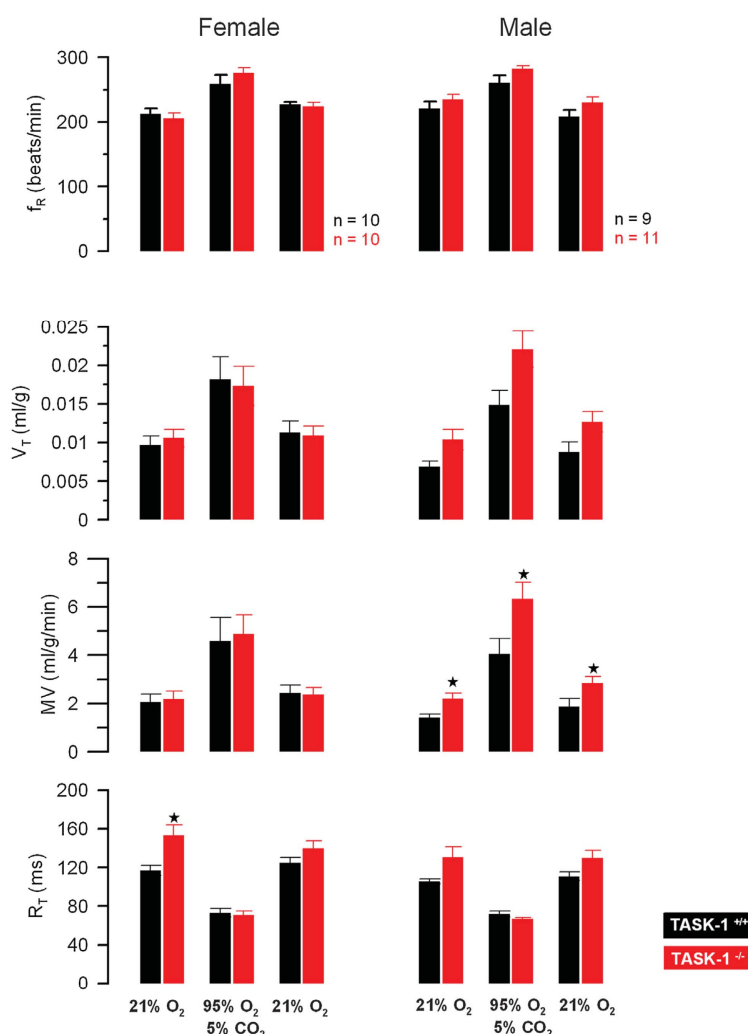 Female Male
300
200
100
0
f_R (beats/min)
n = 10
n = 10
n = 9
n = 11
0.025
0.02
0.015
0.01
0.005
0
V_T (ml/g)
8
6
4
2
0
MV (ml/g/min)
★ ★ ★
200
160
120
80
40
0
R_T (ms)
★
TASK-1 +/+
TASK-1 -/-
21% O₂ 95% O₂ 21% O₂ 21% O₂ 95% O₂ 21% O₂
5% CO₂ 5% CO₂